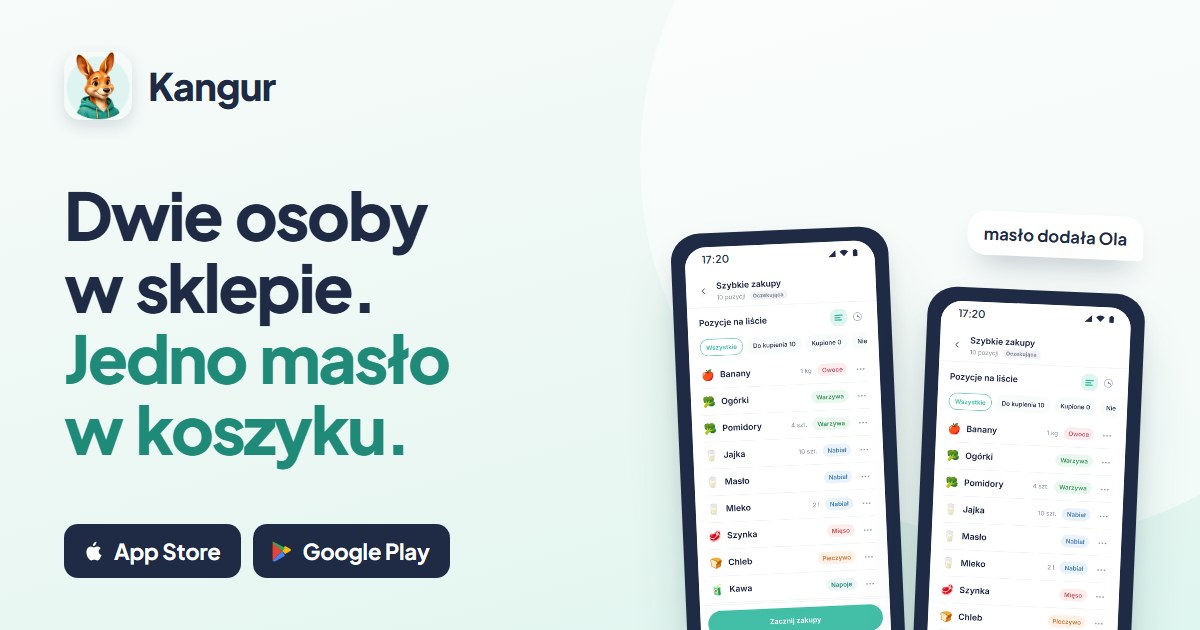 Kangur
Dwie osoby
w sklepie.
Jedno masło
w koszyku.
App Store
Google Play
masło dodała Ola
17:20
Szybkie zakupy
10 pozycji Oczekujące
Pozycje na liście
Wszystkie Do kupienia 10 Kupione 0 Nie
Banany 1 kg Owoce
Ogórki Warzywa
Pomidory 4 szt. Warzywa
Jajka 10 szt. Nabiał
Masło Nabiał
Mleko 2 l Nabiał
Szynka Mięso
Chleb Pieczywo
Kawa Napoje
Zacznij zakupy
17:20
Szybkie zakupy
10 pozycji Oczekujące
Pozycje na liście
Wszystkie Do kupienia 10 Kupione 0 Nie
Banany 1 kg Owoce
Ogórki Warzywa
Pomidory 4 szt. Warzywa
Jajka 10 szt. Nabiał
Masło Nabiał
Mleko 2 l Nabiał
Szynka Mięso
Chleb Pieczywo